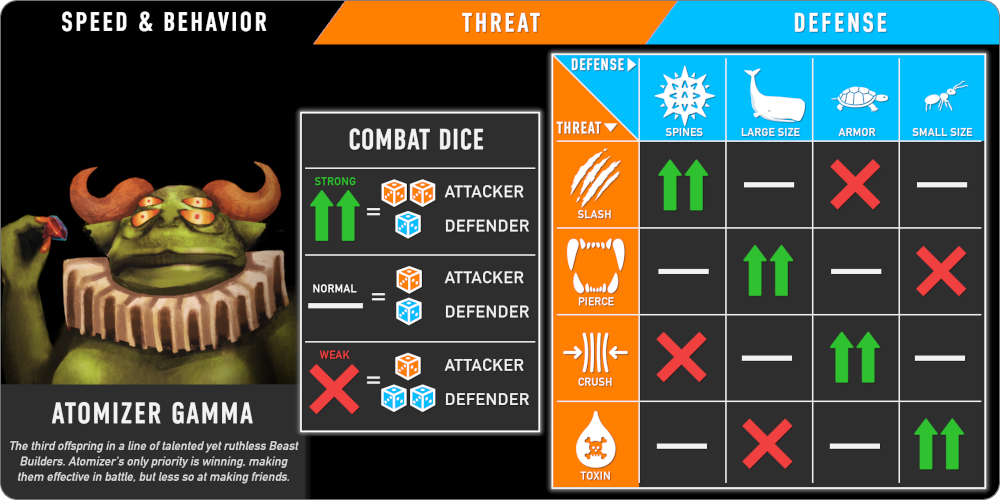 SPEED & BEHAVIOR
THREAT
DEFENSE
COMBAT DICE
STRONG
=
ATTACKER
DEFENDER
NORMAL
=
ATTACKER
DEFENDER
WEAK
=
ATTACKER
DEFENDER
DEFENSE▶
THREAT▼
SPINES
LARGE SIZE
ARMOR
SMALL SIZE
SLASH
PIERCE
CRUSH
TOXIN
ATOMIZER GAMMA
The third offspring in a line of talented yet ruthless Beast
Builders. Atomizer's only priority is winning, making
them effective in battle, but less so at making friends.